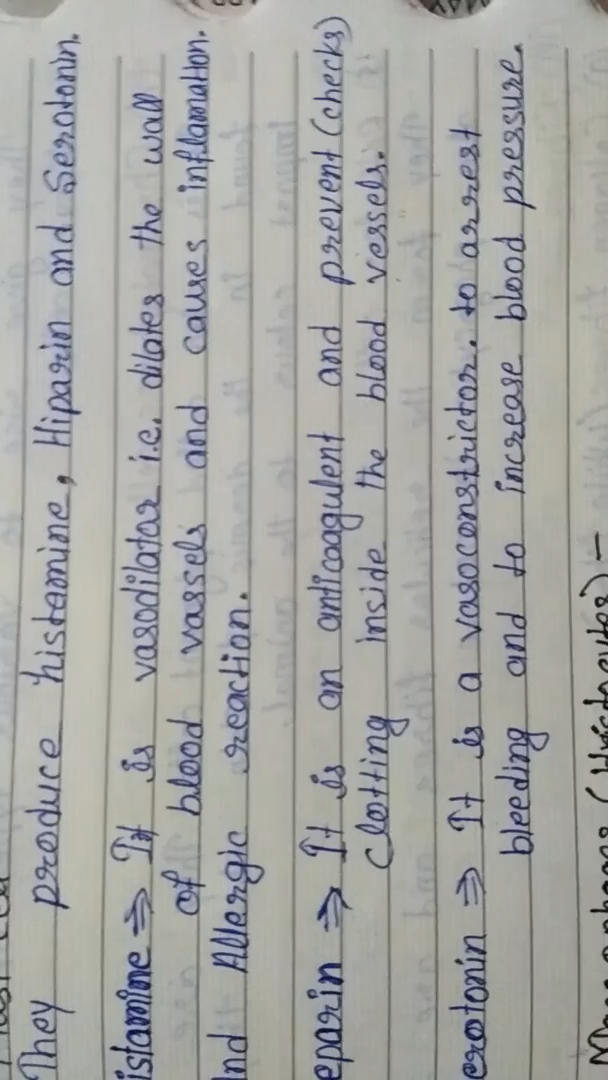 They produce histamine, Hiparin and Serotonin.
istamine ⇒ It is vasodilator i.e. dilates the wall
of blood vassels and causes inflamation.
nd Allergic reaction.
eparin ⇒ It is an anticoagulent and prevent (checks)
clotting inside the blood vessels.
erotonin ⇒ It is a vasoconstrictor. to arrest
bleeding and to increase blood pressure.